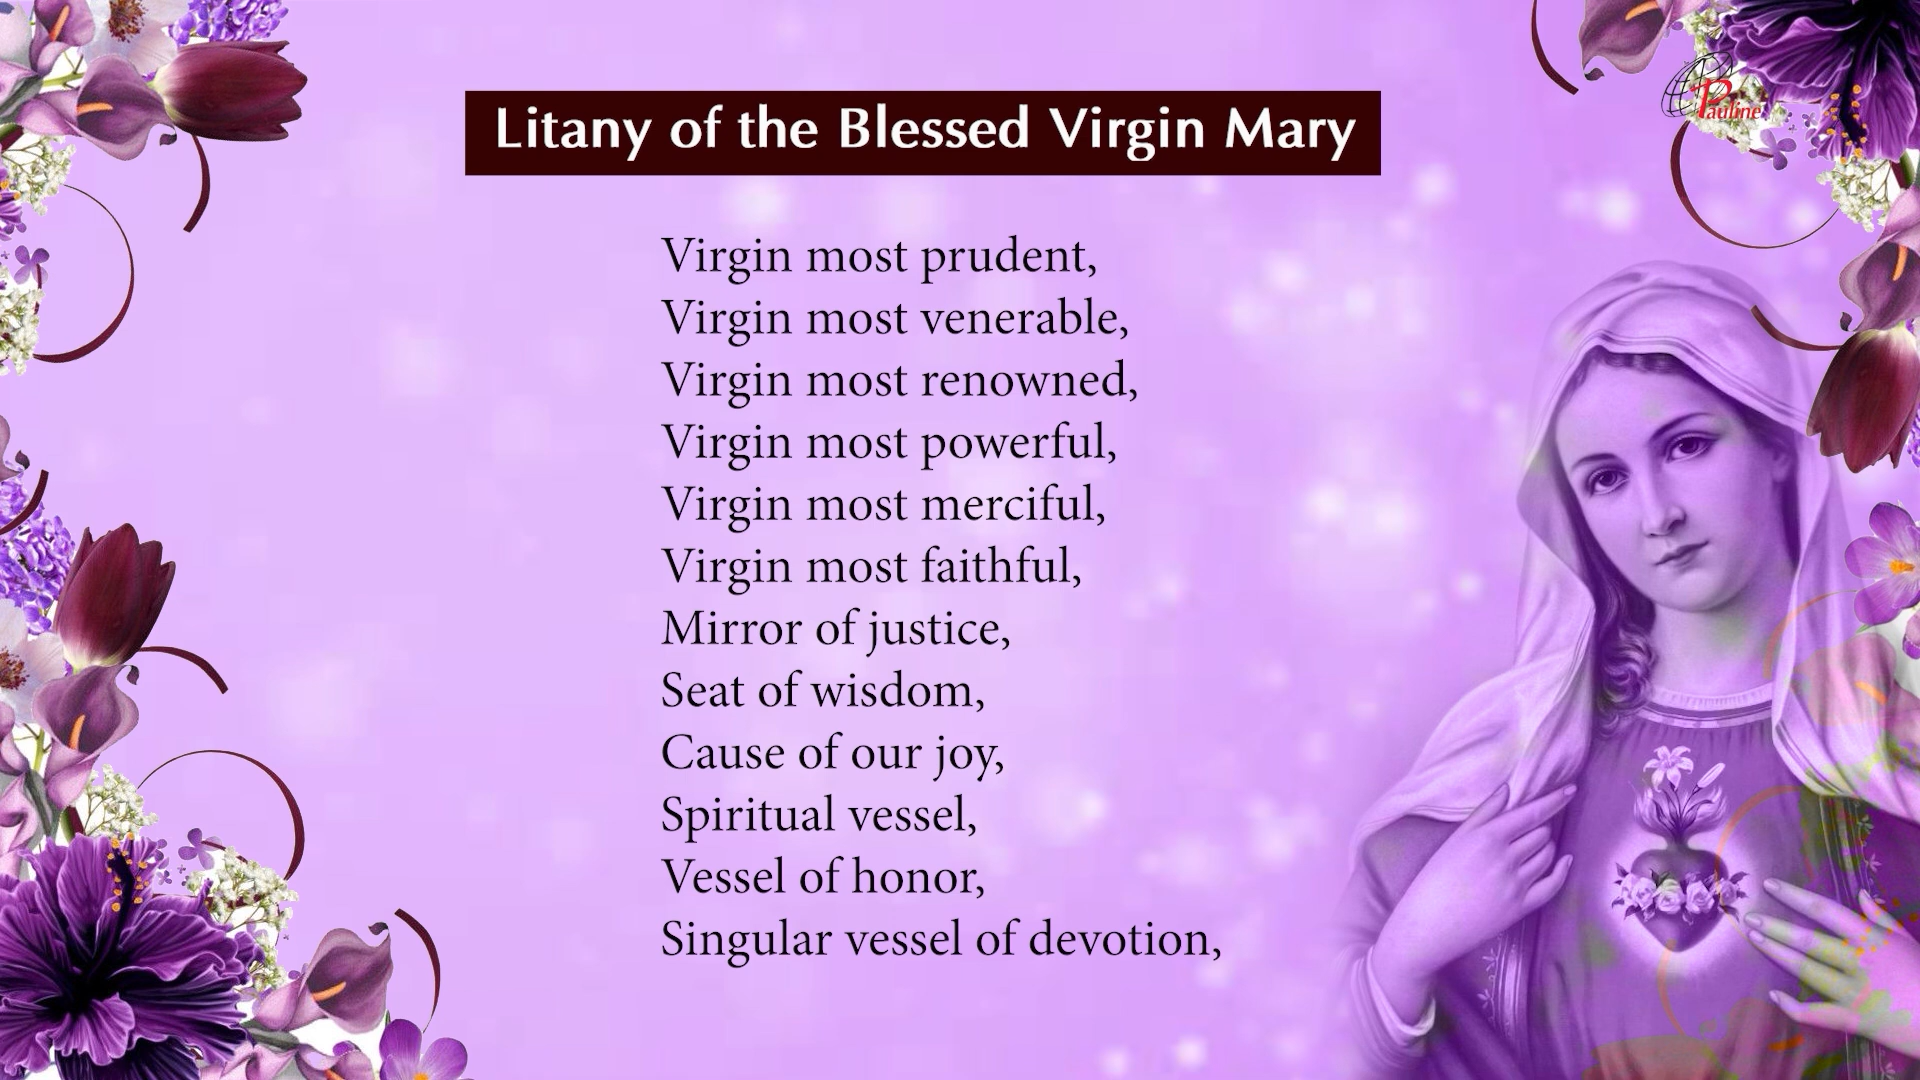 Pauline
Litany of the Blessed Virgin Mary
Virgin most prudent,
Virgin most venerable,
Virgin most renowned,
Virgin most powerful,
Virgin most merciful,
Virgin most faithful,
Mirror of justice,
Seat of wisdom,
Cause of our joy,
Spiritual vessel,
Vessel of honor,
Singular vessel of devotion,